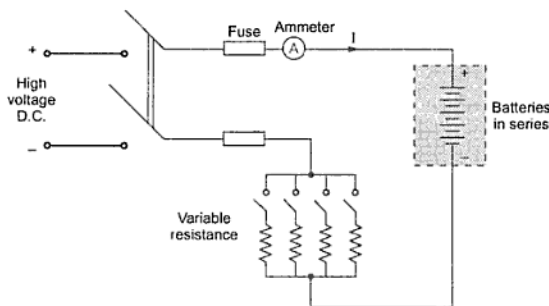 Fuse
Ammeter
A
I
+
High
voltage
D.C.
–
+
–
Batteries
in series
Variable
resistance